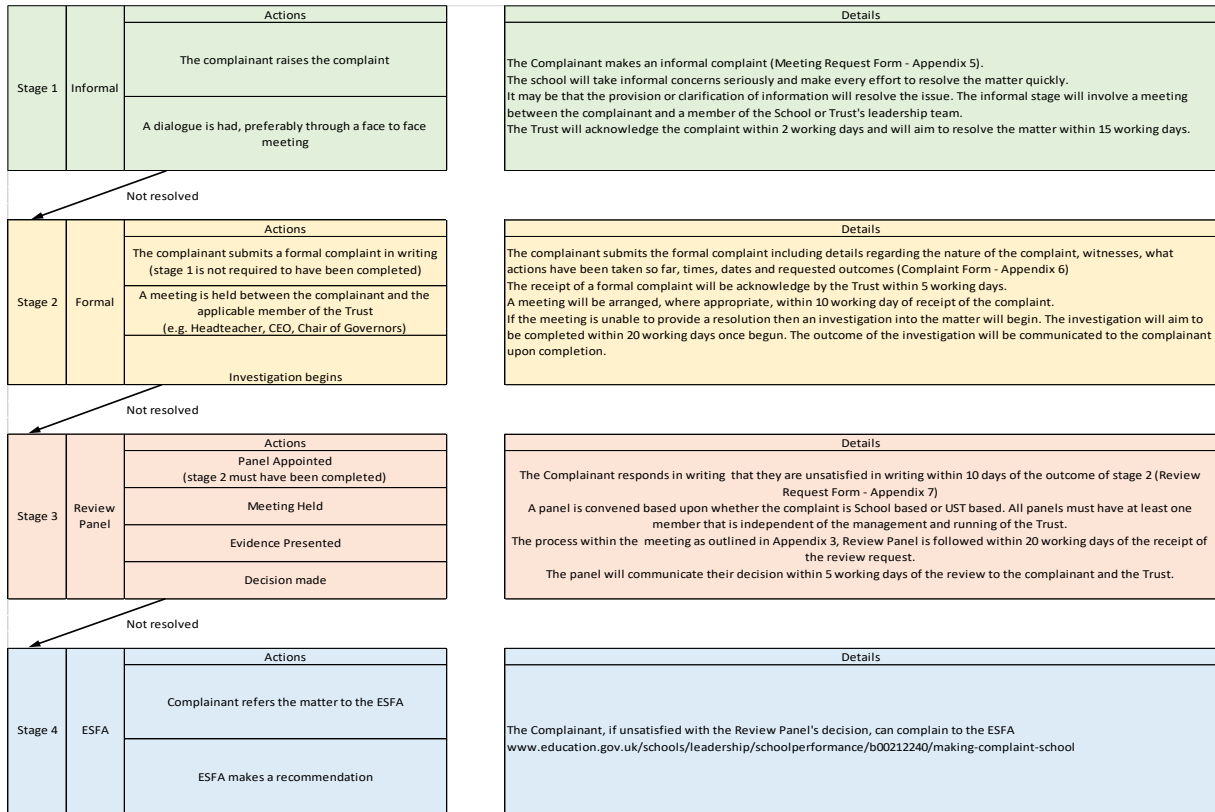 Stage 1
Informal
Actions
The complainant raises the complaint
A dialogue is had, preferably through a face to face
meeting
Details
The Complainant makes an informal complaint (Meeting Request Form - Appendix 5).
The school will take informal concerns seriously and make every effort to resolve the matter quickly.
It may be that the provision or clarification of information will resolve the issue. The informal stage will involve a meeting
between the complainant and a member of the School or Trust's leadership team.
The Trust will acknowledge the complaint within 2 working days and will aim to resolve the matter within 15 working days.
Not resolved
Stage 2
Formal
Actions
The complainant submits a formal complaint in writing
(stage 1 is not required to have been completed)
A meeting is held between the complainant and the
applicable member of the Trust
(e.g. Headteacher, CEO, Chair of Governors)
Investigation begins
Details
The complainant submits the formal complaint including details regarding the nature of the complaint, witnesses, what
actions have been taken so far, times, dates and requested outcomes (Complaint Form - Appendix 6)
The receipt of a formal complaint will be acknowledge by the Trust within 5 working days.
A meeting will be arranged, where appropriate, within 10 working day of receipt of the complaint.
If the meeting is unable to provide a resolution then an investigation into the matter will begin. The investigation will aim to
be completed within 20 working days once begun. The outcome of the investigation will be communicated to the complainant
upon completion.
Not resolved
Stage 3
Review
Panel
Actions
Panel Appointed
(stage 2 must have been completed)
Meeting Held
Evidence Presented
Decision made
Details
The Complainant responds in writing that they are unsatisfied in writing within 10 days of the outcome of stage 2 (Review
Request Form - Appendix 7)
A panel is convened based upon whether the complaint is School based or UST based. All panels must have at least one
member that is independent of the management and running of the Trust.
The process within the meeting as outlined in Appendix 3, Review Panel is followed within 20 working days of the receipt of
the review request.
The panel will communicate their decision within 5 working days of the review to the complainant and the Trust.
Not resolved
Stage 4
ESFA
Actions
Complainant refers the matter to the ESFA
ESFA makes a recommendation
Details
The Complainant, if unsatisfied with the Review Panel's decision, can complain to the ESFA
www.education.gov.uk/schools/leadership/schoolperformance/b00212240/making-complaint-school